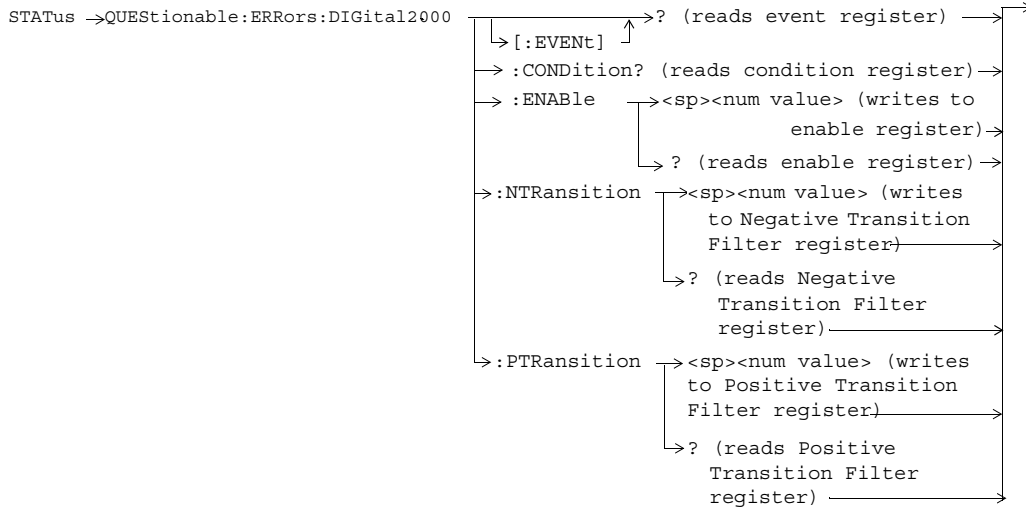 STATus QUEStionable:ERRors:DIGital2000 ? (reads event register)
[:EVENt]
:CONDition? (reads condition register)
:ENABle <sp><num value> (writes to
enable register)
? (reads enable register)
:NTRansition <sp><num value> (writes
to Negative Transition
Filter register)
? (reads Negative
Transition Filter
register)
:PTRansition <sp><num value> (writes
to Positive Transition
Filter register)
? (reads Positive
Transition Filter
register)